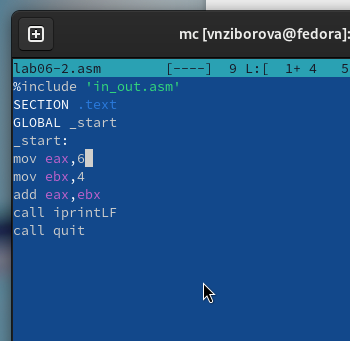 mc [vnziborova@fedora]:
lab06-2.asm [----] 9 L:[ 1+ 4 5
%include 'in_out.asm'
SECTION .text
GLOBAL _start
_start:
mov eax,6
mov ebx,4
add eax,ebx
call iprintLF
call quit